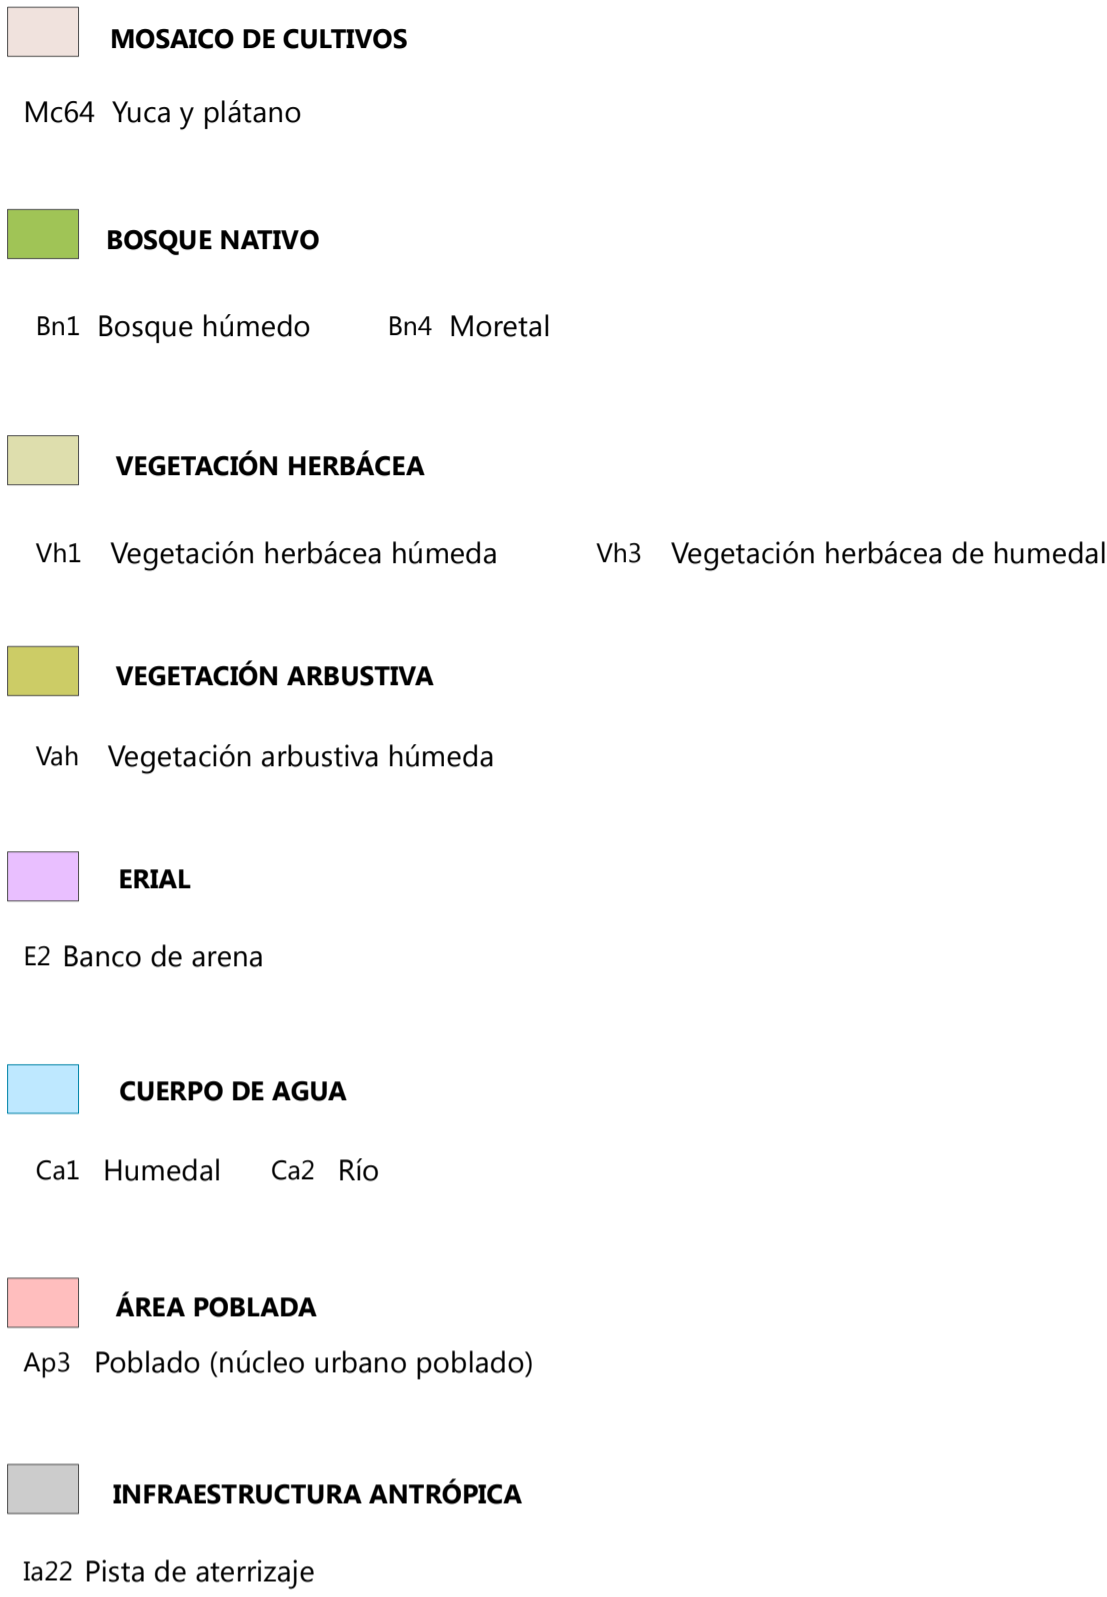 MOSAICO DE CULTIVOS
Mc64 Yuca y plátano
BOSQUE NATIVO
Bn1 Bosque húmedo Bn4 Moretal
VEGETACIÓN HERBÁCEA
Vh1 Vegetación herbácea húmeda Vh3 Vegetación herbácea de humedal
VEGETACIÓN ARBUSTIVA
Vah Vegetación arbustiva húmeda
ERIAL
E2 Banco de arena
CUERPO DE AGUA
Ca1 Humedal Ca2 Río
ÁREA POBLADA
Ap3 Poblado (núcleo urbano poblado)
INFRAESTRUCTURA ANTRÓPICA
Ia22 Pista de aterrizaje